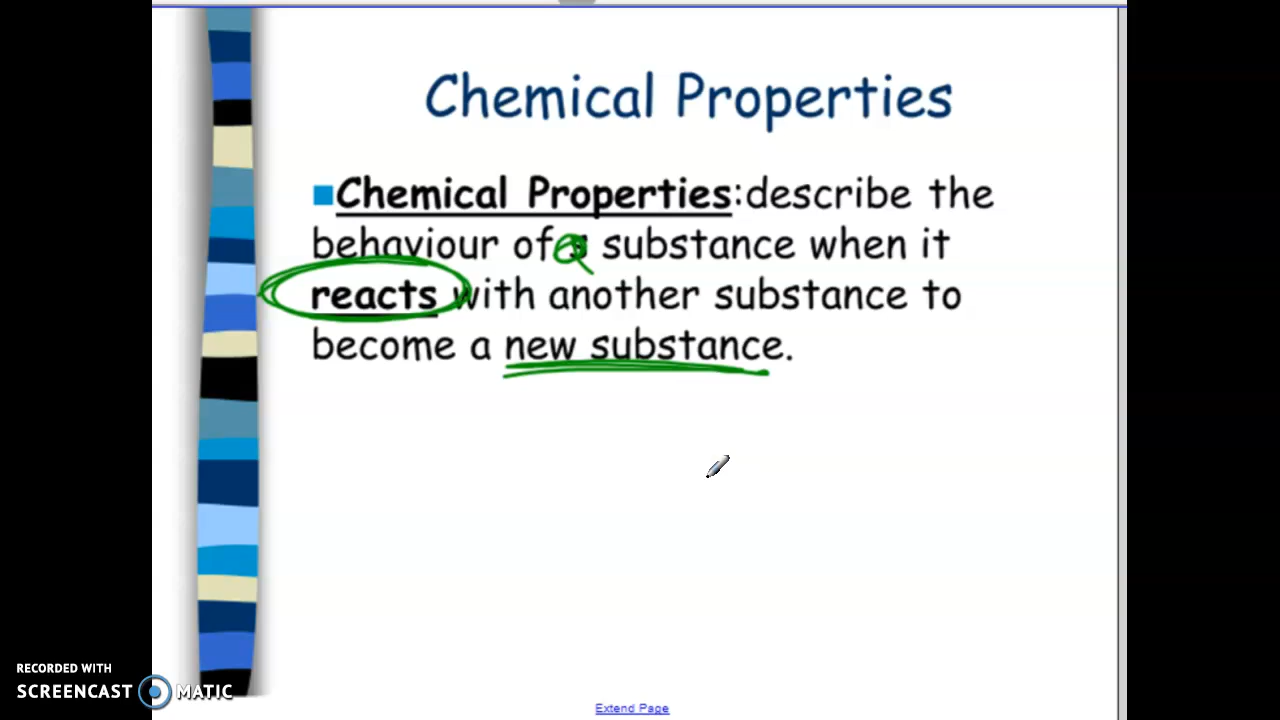 Chemical Properties
Chemical Properties:describe the
behaviour of a substance when it
reacts with another substance to
become a new substance.
RECORDED WITH
SCREENCAST MATIC
Extend Page